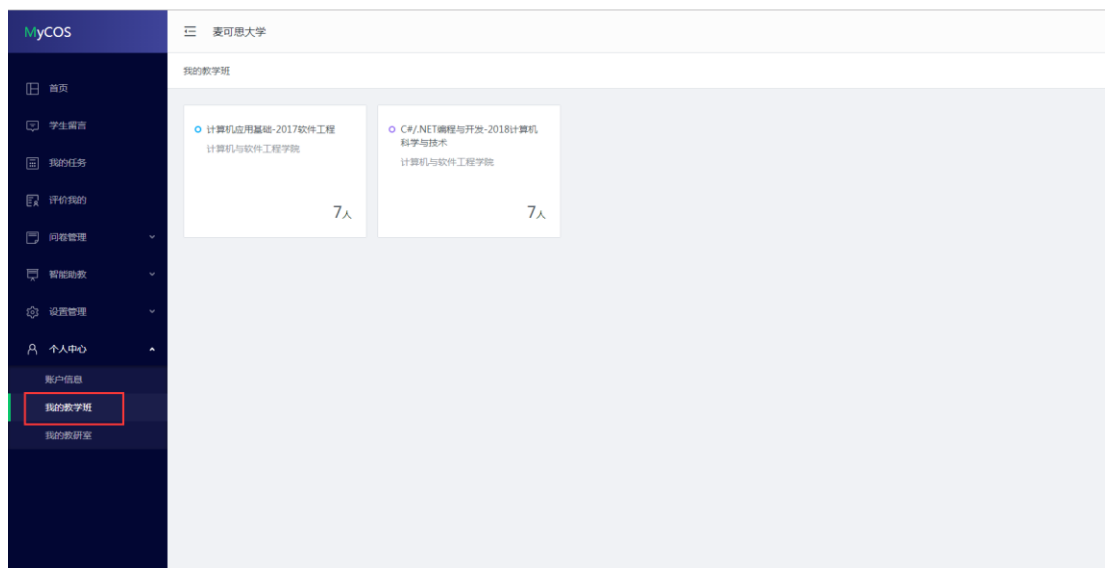 MyCOS
麦可思大学
首页
学生留言
我的任务
评价我的
问卷管理
智能助教
设置管理
个人中心
账户信息
我的教学班
我的教研室
我的教学班
计算机应用基础-2017软件工程
计算机与软件工程学院
7人
C#/.NET编程与开发-2018计算机
科学与技术
计算机与软件工程学院
7人